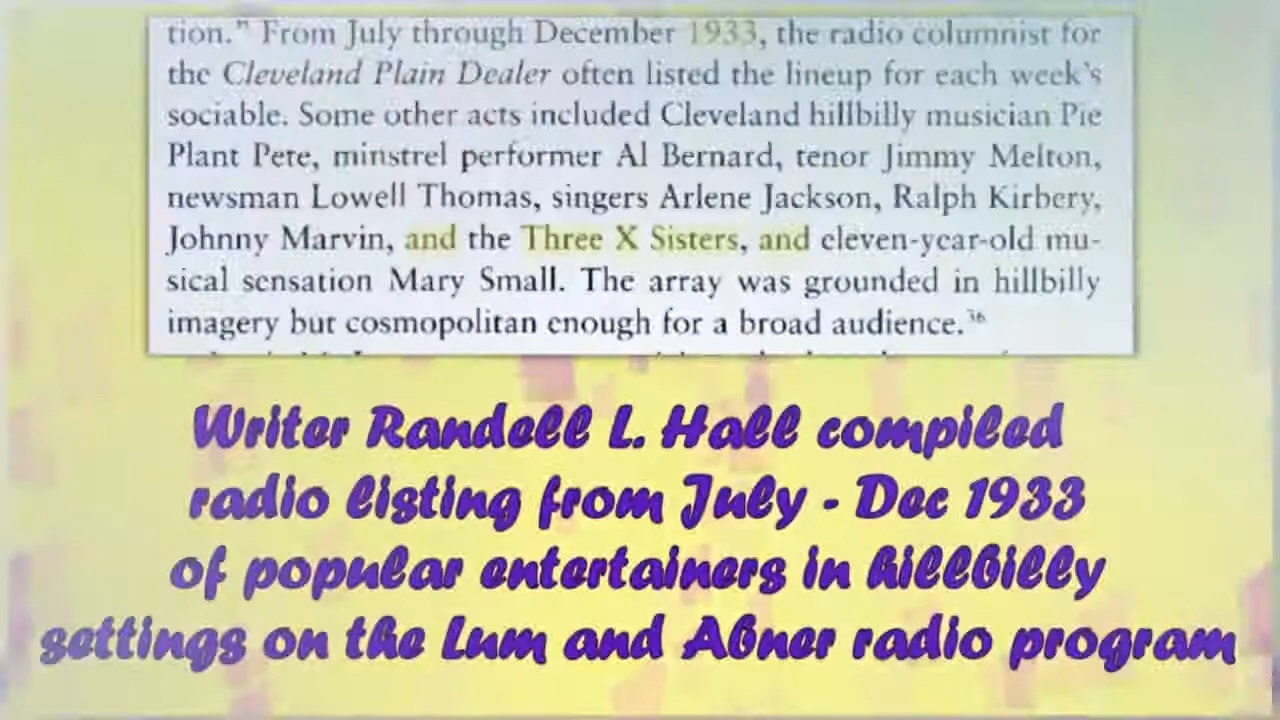 tion." From July through December 1933, the radio columnist for
the Cleveland Plain Dealer often listed the lineup for each week's
sociable. Some other acts included Cleveland hillbilly musician Pie
Plant Pete, minstrel performer Al Bernard, tenor Jimmy Melton,
newsman Lowell Thomas, singers Arlene Jackson, Ralph Kirbery,
Johnny Marvin, and the Three X Sisters, and eleven-year-old mu-
sical sensation Mary Small. The array was grounded in hillbilly
imagery but cosmopolitan enough for a broad audience.36
Writer Randell L. Hall compiled
radio listing from July - Dec 1933
of popular entertainers in hillbilly
settings on the Lum and Abner radio program